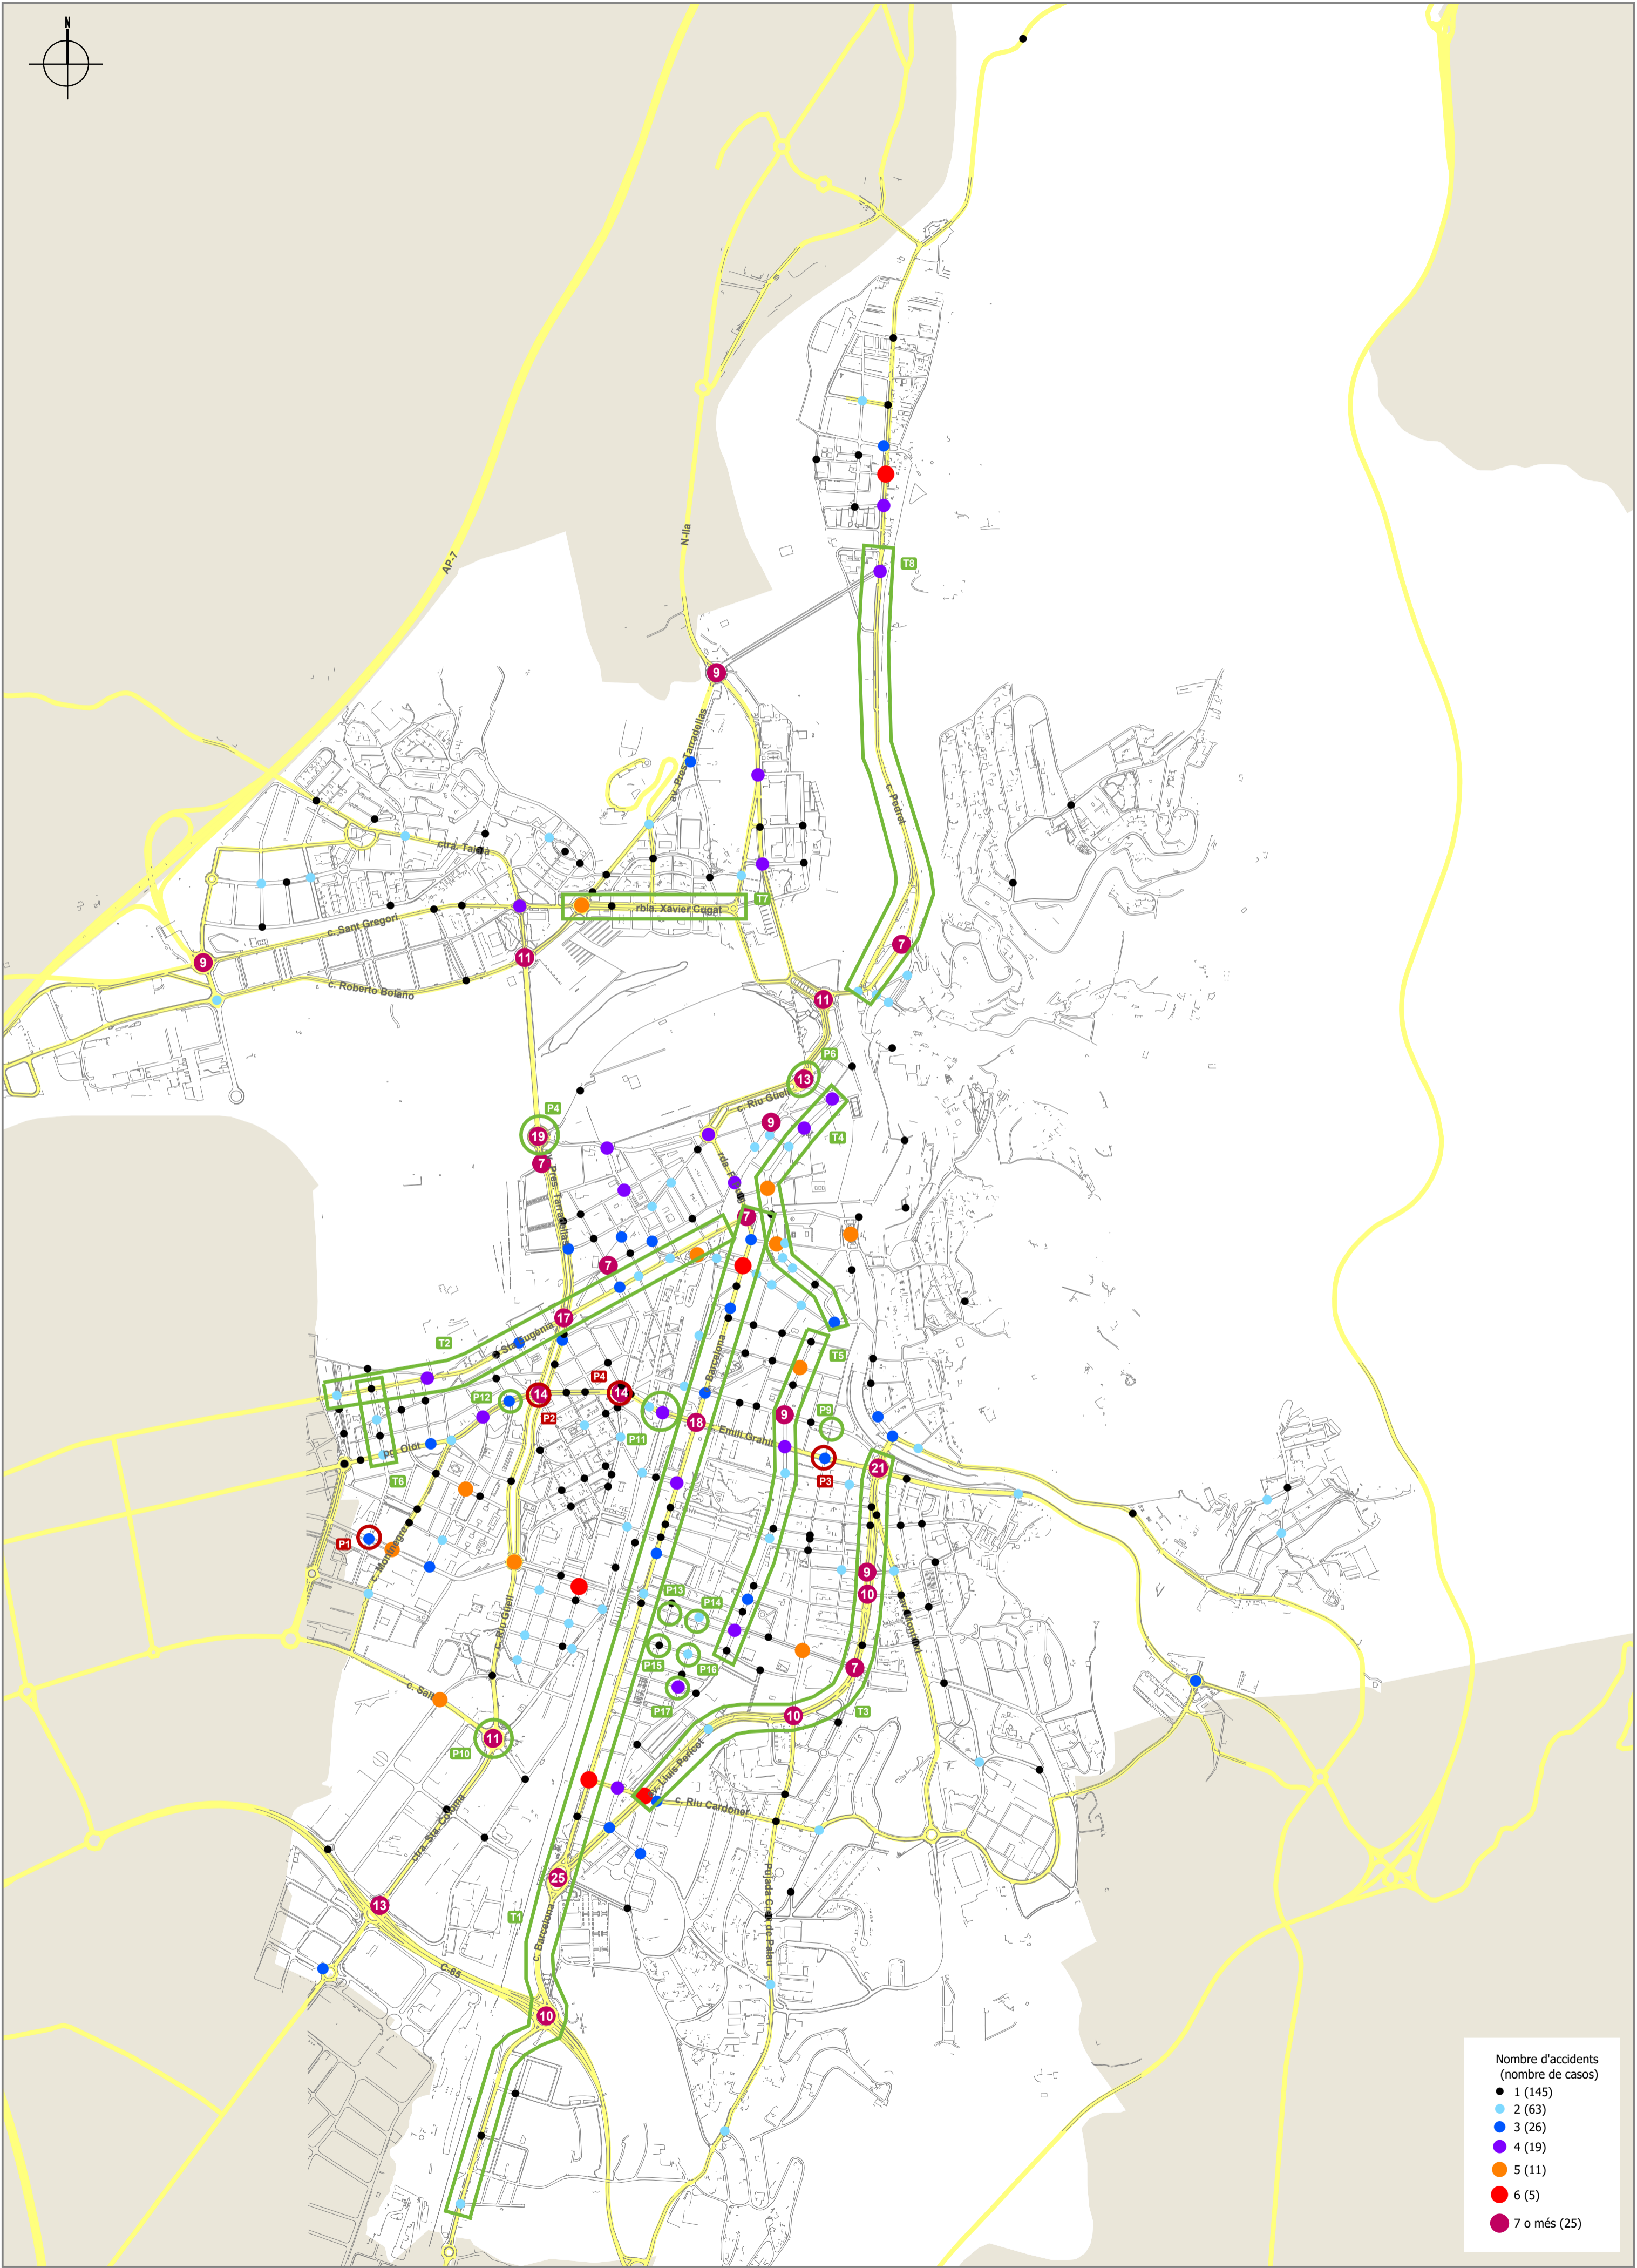 N
AP-7
N-IIa
T8
9
av. Pres. Tarradellas
c. Pedret
ctra. Taialà
T7
rbla. Xavier Cugat
c. Sant Gregori
7
9
11
c. Roberto Bolaño
11
P6
13
c. Riu Güell
P4
9
19
T4
7
Pres. Tarradellas
7
7
17
Sta. Eugènia
T2
Barcelona
T5
P4
P12
14
14
P2
9
P9
P11
18
Emili Grahit
pg. Olot
T6
P3
21
P1
c. Montnegre
9
10
P13
P14
c. Riu Güell
av. Montilivi
P15
P16
7
c. Salt
P17
T3
10
11
P10
av. Lluís Pericot
c. Riu Cardoner
ctra. Sta. Coloma
25
Pujada Creu de Palau
13
T1
c. Barcelona
C-65
10
Nombre d'accidents
(nombre de casos)
1 (145)
2 (63)
3 (26)
4 (19)
5 (11)
6 (5)
7 o més (25)